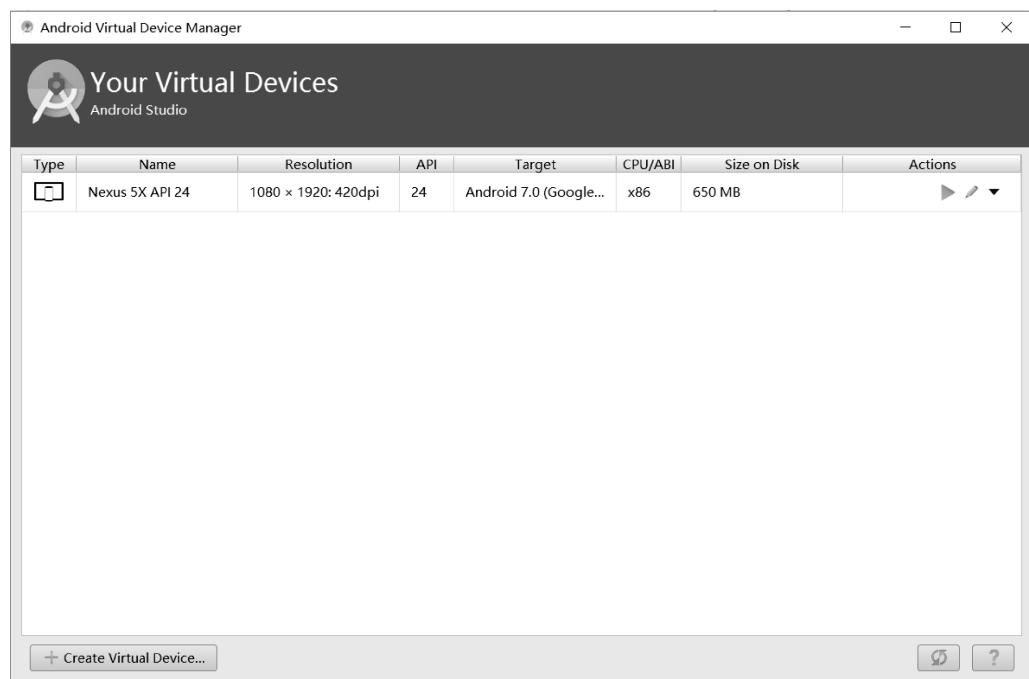 Android Virtual Device Manager
Your Virtual Devices
Android Studio
Type Name Resolution API Target CPU/ABI Size on Disk Actions
Nexus 5X API 24 1080 × 1920: 420dpi 24 Android 7.0 (Google... x86 650 MB
+ Create Virtual Device... ?